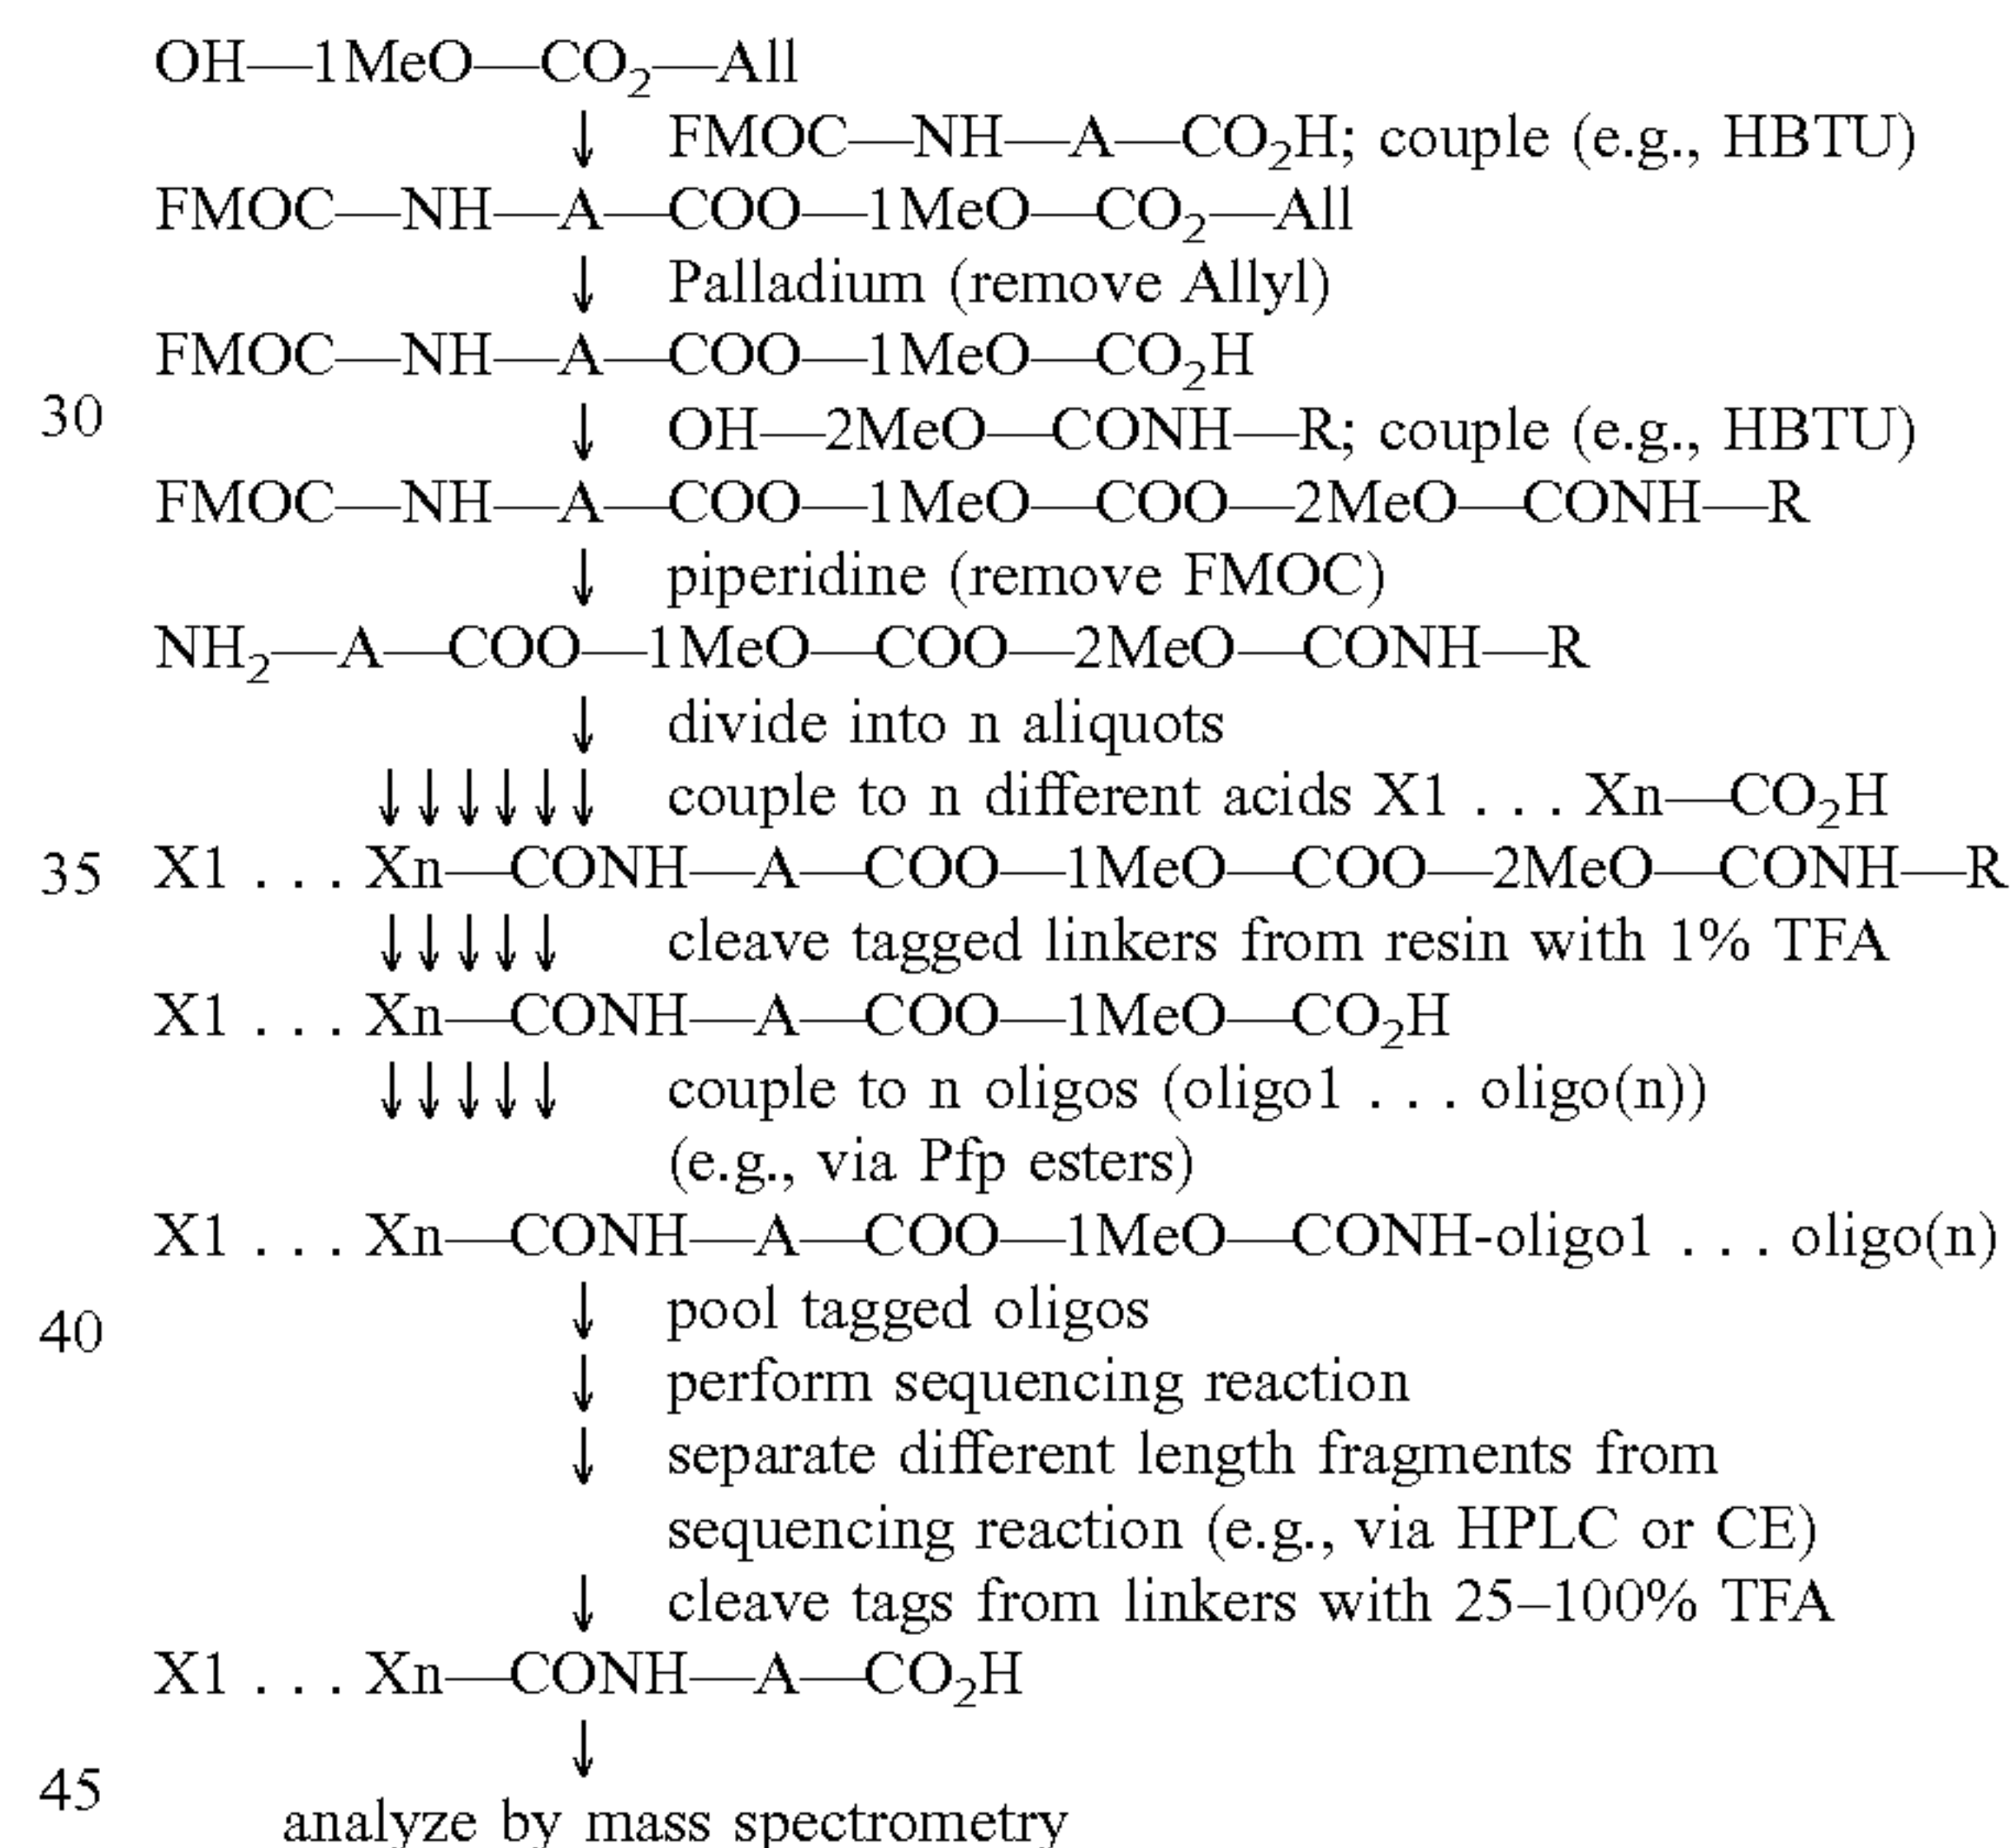 OH—1MeO—CO₂—All
↓ FMOC—NH—A—CO₂H; couple (e.g., HBTU)
FMOC—NH—A—COO—1MeO—CO₂—All
↓ Palladium (remove Allyl)
FMOC—NH—A—COO—1MeO—CO₂H
30 ↓ OH—2MeO—CONH—R; couple (e.g., HBTU)
FMOC—NH—A—COO—1MeO—COO—2MeO—CONH—R
↓ piperidine (remove FMOC)
NH₂—A—COO—1MeO—COO—2MeO—CONH—R
↓ divide into n aliquots
↓↓↓↓↓↓ couple to n different acids X1 . . . Xn—CO₂H
35 X1 . . . Xn—CONH—A—COO—1MeO—COO—2MeO—CONH—R
↓↓↓↓↓ cleave tagged linkers from resin with 1% TFA
X1 . . . Xn—CONH—A—COO—1MeO—CO₂H
↓↓↓↓↓ couple to n oligos (oligo1 . . . oligo(n))
(e.g., via Pfp esters)
X1 . . . Xn—CONH—A—COO—1MeO—CONH-oligo1 . . . oligo(n)
40 ↓ pool tagged oligos
↓ perform sequencing reaction
↓ separate different length fragments from
sequencing reaction (e.g., via HPLC or CE)
↓ cleave tags from linkers with 25–100% TFA
X1 . . . Xn—CONH—A—CO₂H
45 ↓
analyze by mass spectrometry